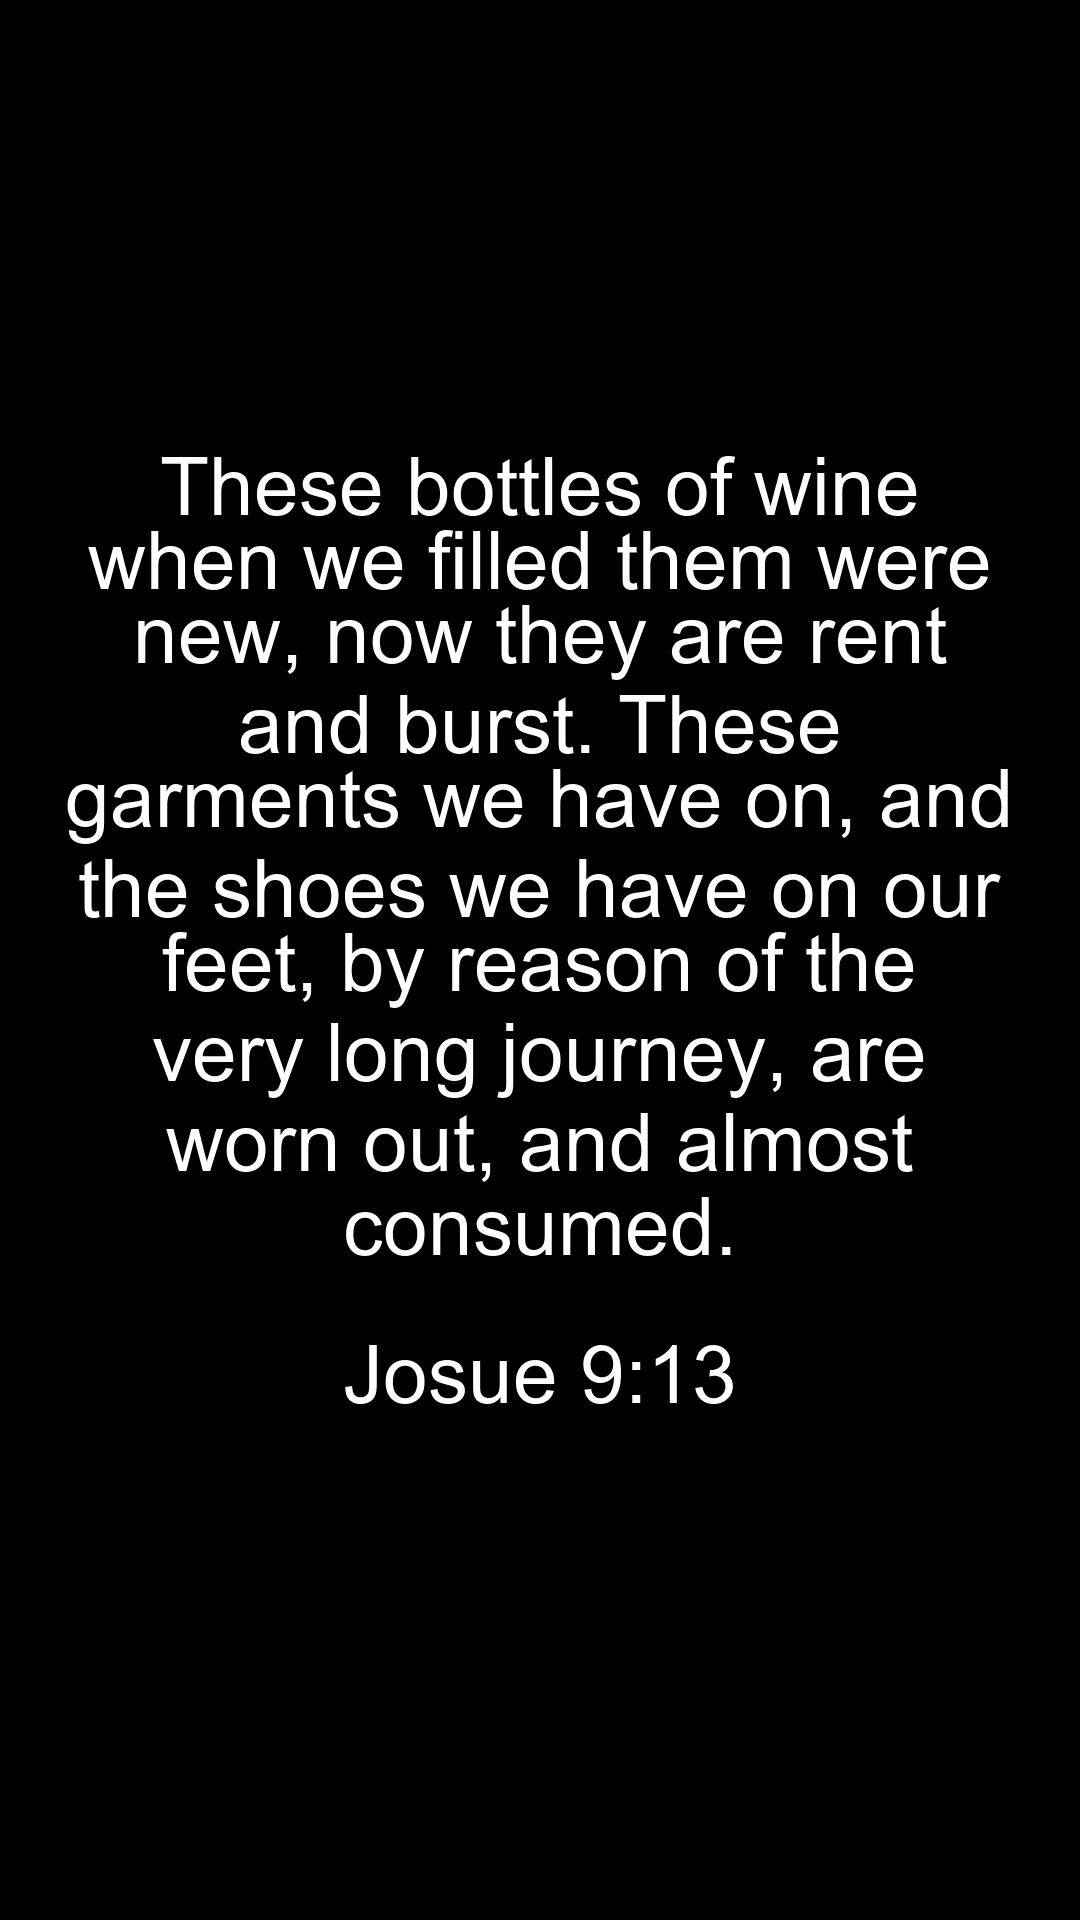 These bottles of wine
when we filled them were
new, now they are rent
and burst. These
garments we have on, and
the shoes we have on our
feet, by reason of the
very long journey, are
worn out, and almost
consumed.
Josue 9:13